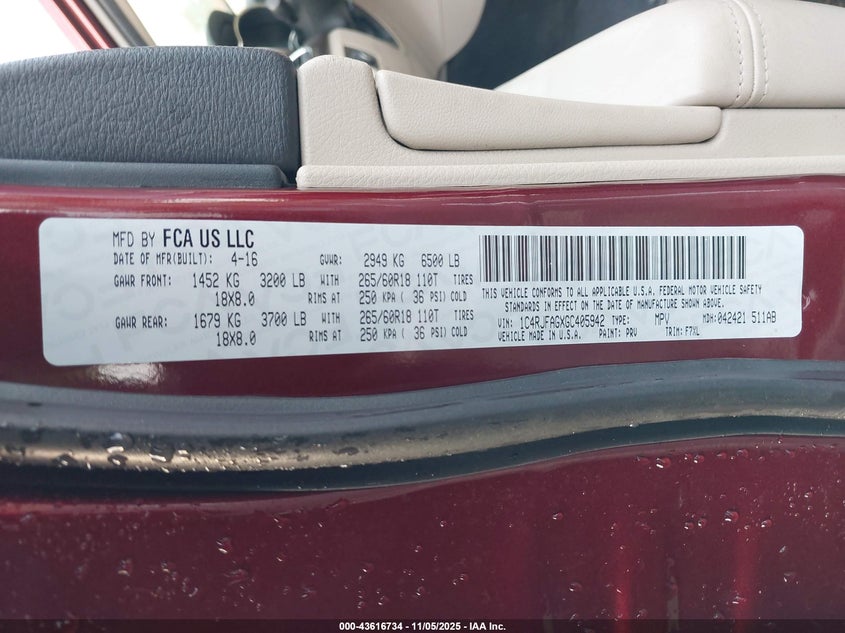 MFD BY FCA US LLC
DATE OF MFR(BUILT): 4-16 GVWR: 2949 KG 6500 LB
GAWR FRONT: 1452 KG 3200 LB WITH 265/60R18 110T TIRES
18X8.0 RIMS AT 250 KPA ( 36 PSI) COLD
GAWR REAR: 1679 KG 3700 LB WITH 265/60R18 110T TIRES
18X8.0 RIMS AT 250 KPA ( 36 PSI) COLD
THIS VEHICLE CONFORMS TO ALL APPLICABLE U.S.A. FEDERAL MOTOR VEHICLE SAFETY
STANDARDS IN EFFECT ON THE DATE OF MANUFACTURE SHOWN ABOVE.
VIN: 1C4RJFAGXGC405942 TYPE: MPV MDH: 042421 511AB
VEHICLE MADE IN U.S.A. PAINT: PRV TRIM: F7XL
000-43616734 - 11/05/2025 - IAA Inc.